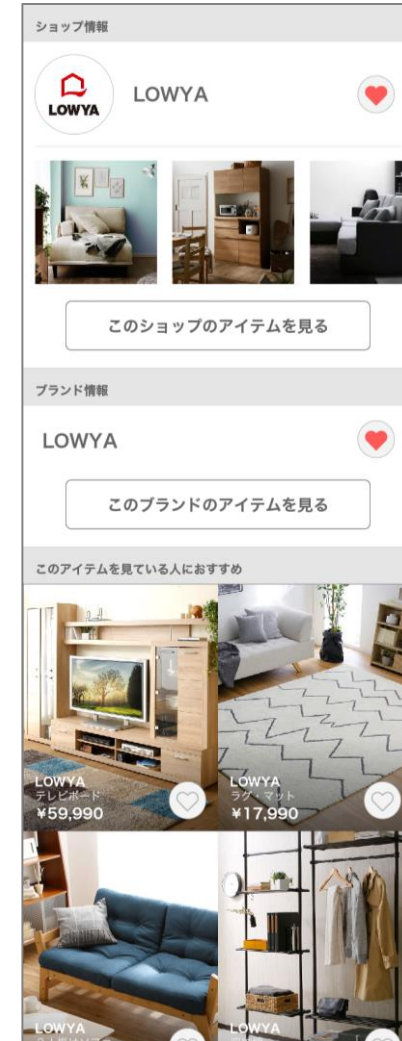 ショップ情報
LOWYA
LOWYA
このショップのアイテムを見る
ブランド情報
LOWYA
このブランドのアイテムを見る
このアイテムを見ている人におすすめ
LOWYA
テレビボード
¥59,990
LOWYA
ラグ・マット
¥17,990
LOWYA
LOWYA